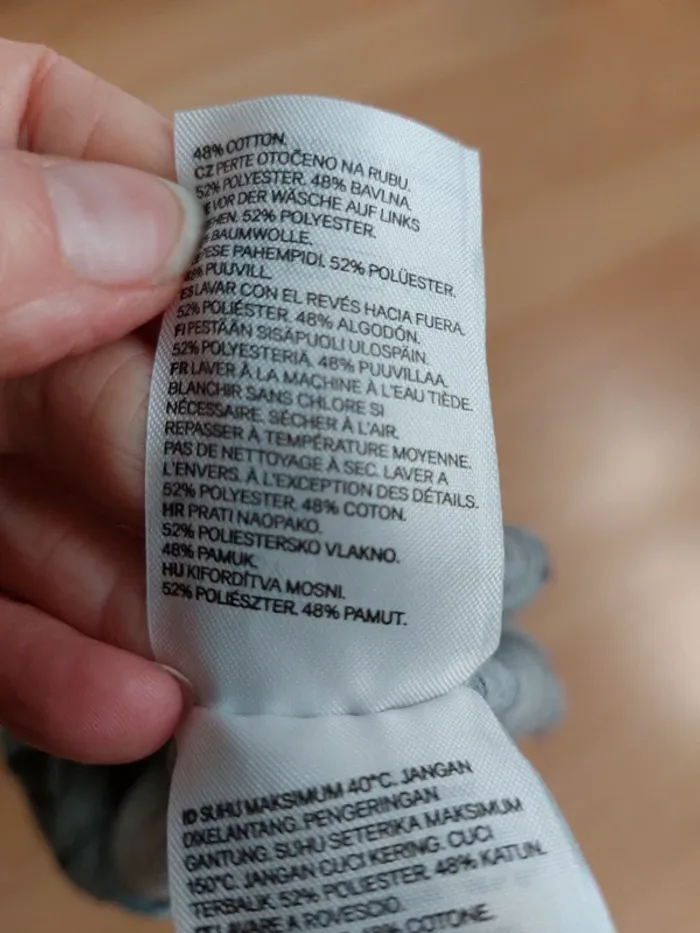 48% COTTON.
CZ PERTE OTOČENO NA RUBU.
52% POLYESTER. 48% BAVLNA.
VOR DER WÄSCHE AUF LINKS
52% POLYESTER.
BAUMWOLLE.
PAHEMPIDI. 52% POLÜESTER.
48% PUUVILL.
ES LAVAR CON EL REVÉS HACIA FUERA.
52% POLIÉSTER. 48% ALGODÓN.
FI PESTÄÄN SISÄPUOLI ULOSPÄIN.
52% POLYESTERIÄ. 48% PUUVILLAA.
FR LAVER À LA MACHINE À L'EAU TIÈDE.
BLANCHIR SANS CHLORE SI
NÉCESSAIRE. SÉCHER À L'AIR.
REPASSER À TEMPÉRATURE MOYENNE.
PAS DE NETTOYAGE À SEC. LAVER A
L'ENVERS. À L'EXCEPTION DES DÉTAILS.
52% POLYESTER. 48% COTON.
HR PRATI NAOPAKO.
52% POLIESTERSKO VLAKNO.
48% PAMUK.
HU KIFORDÍTVA MOSNI.
52% POLIÉSZTER. 48% PAMUT.
ID SUHU MAKSIMUM 40°C. JANGAN
DIKELANTANG. PENGERINGAN
GANTUNG. SUHU SETERIKA MAKSIMUM
150°C. JANGAN CUCI KERING. CUCI
TERBALIK. 52% POLIESTER. 48% KATUN.
LAVARE A ROVESCIO.
48% COTONE.